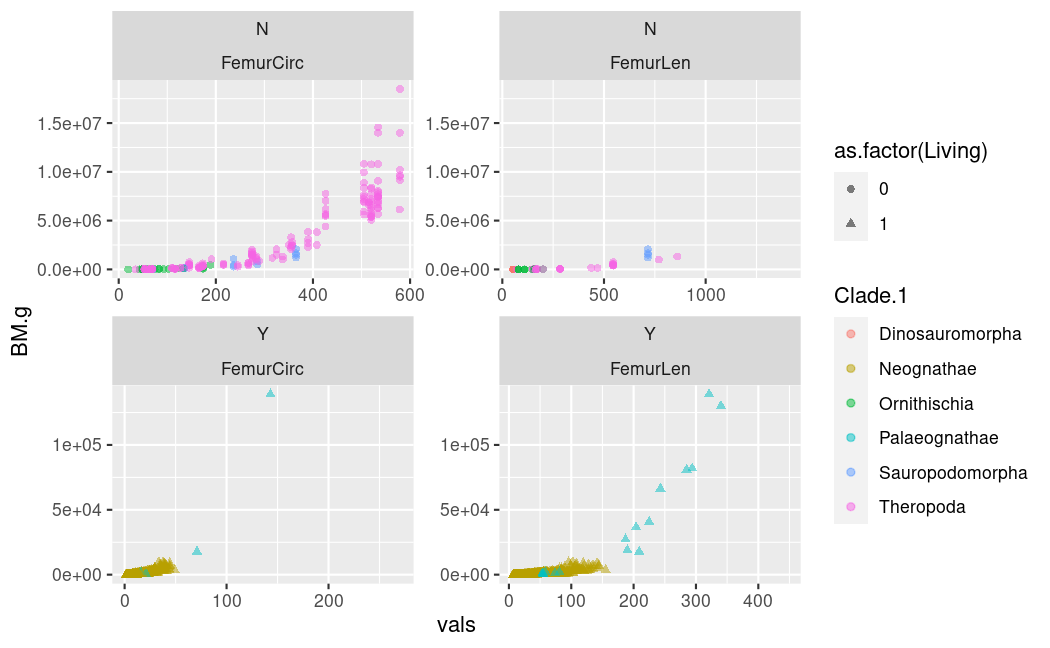 N
FemurCirc
N
FemurLen
1.5e+07
1.0e+07
5.0e+06
0.0e+00
0 200 400 600
1.5e+07
1.0e+07
5.0e+06
0.0e+00
0 500 1000
Y
FemurCirc
Y
FemurLen
1e+05
5e+04
0e+00
0 100 200
1e+05
5e+04
0e+00
0 100 200 300 400
BM.g
vals
as.factor(Living)
0
1
Clade.1
Dinosauromorpha
Neognathae
Ornithischia
Palaeognathae
Sauropodomorpha
Theropoda